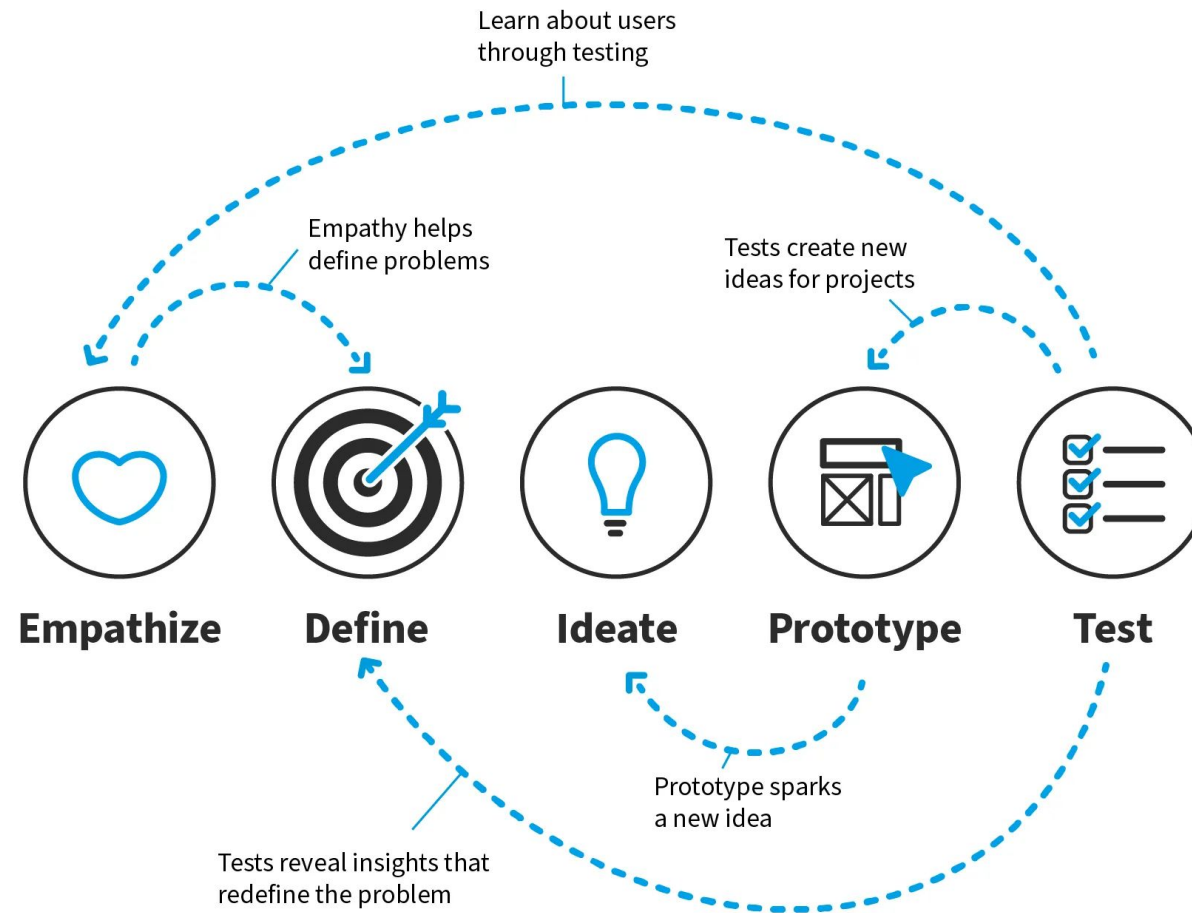 Learn about users
through testing
Empathy helps
define problems
Tests create new
ideas for projects
Empathize
Define
Ideate
Prototype
Test
Prototype sparks
a new idea
Tests reveal insights that
redefine the problem